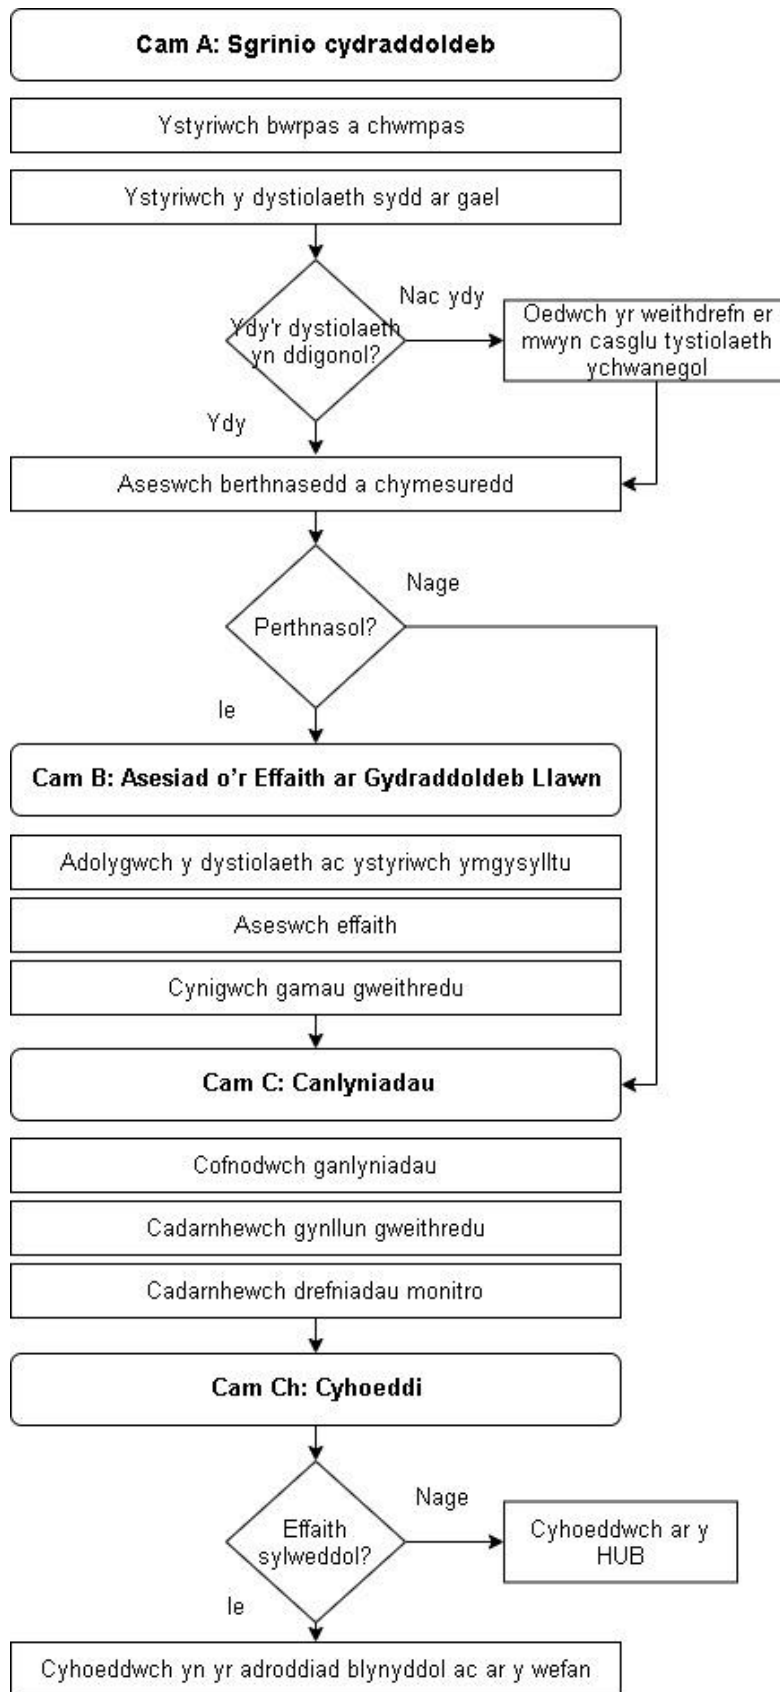 Cam A: Sgrinio cydraddoldeb
Ystyriwch bwrpas a chwmpas
Ystyriwch y dystiolaeth sydd ar gael
Ydy'r dystiolaeth
yn ddigonol?
Nac ydy
Oedwch yr weithdrefn er
mwyn casglu tystiolaeth
ychwanegol
Ydy
Aseswch berthnasedd a chymesuredd
Nage
Perthnasol?
Ie
Cam B: Asesiad o’r Effaith ar Gydraddoldeb Llawn
Adolygwch y dystiolaeth ac ystyriwch ymgysylltu
Aseswch effaith
Cynigwch gamau gweithredu
Cam C: Canlyniadau
Cofnodwch ganlyniadau
Cadarnhewch gynllun gweithredu
Cadarnhewch drefniadau monitro
Cam Ch: Cyhoeddi
Nage
Effaith
sylweddol?
Cyhoeddwch ar y
HUB
Ie
Cyhoeddwch yn yr adroddiad blynyddol ac ar y wefan